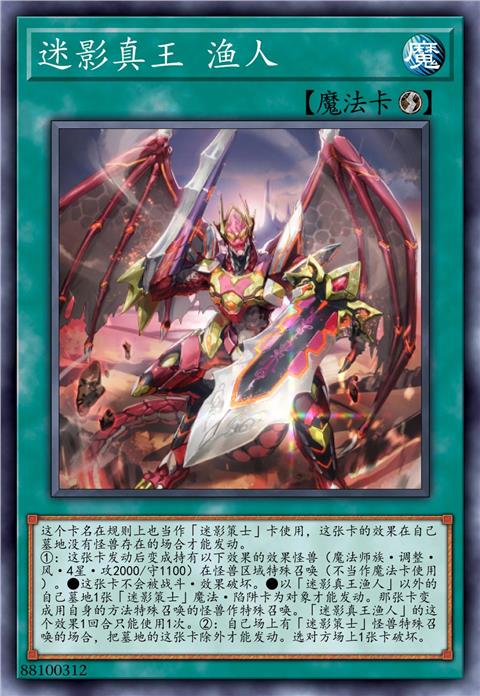 迷影真王 渔人
魔
【魔法卡】
这个卡名在规则上也当作「迷影策士」卡使用，这张卡的效果在自己
墓地没有怪兽存在的场合才能发动。
①：这张卡发动后变成持有以下效果的效果怪兽（魔法师族·调整·
风·4星·攻2000/守1100）在怪兽区域特殊召唤（不当作魔法卡使用
）。●这张卡不会被战斗·效果破坏。●以「迷影真王渔人」以外的
自己墓地1张「迷影策士」魔法·陷阱卡为对象才能发动。那张卡变
成用自身的方法特殊召唤的怪兽作特殊召唤。「迷影真王渔人」的这
个效果1回合只能使用1次。②：自己场上有「迷影策士」怪兽特殊召
唤的场合，把墓地的这张卡除外才能发动。选对方场上1张卡破坏。
88100312